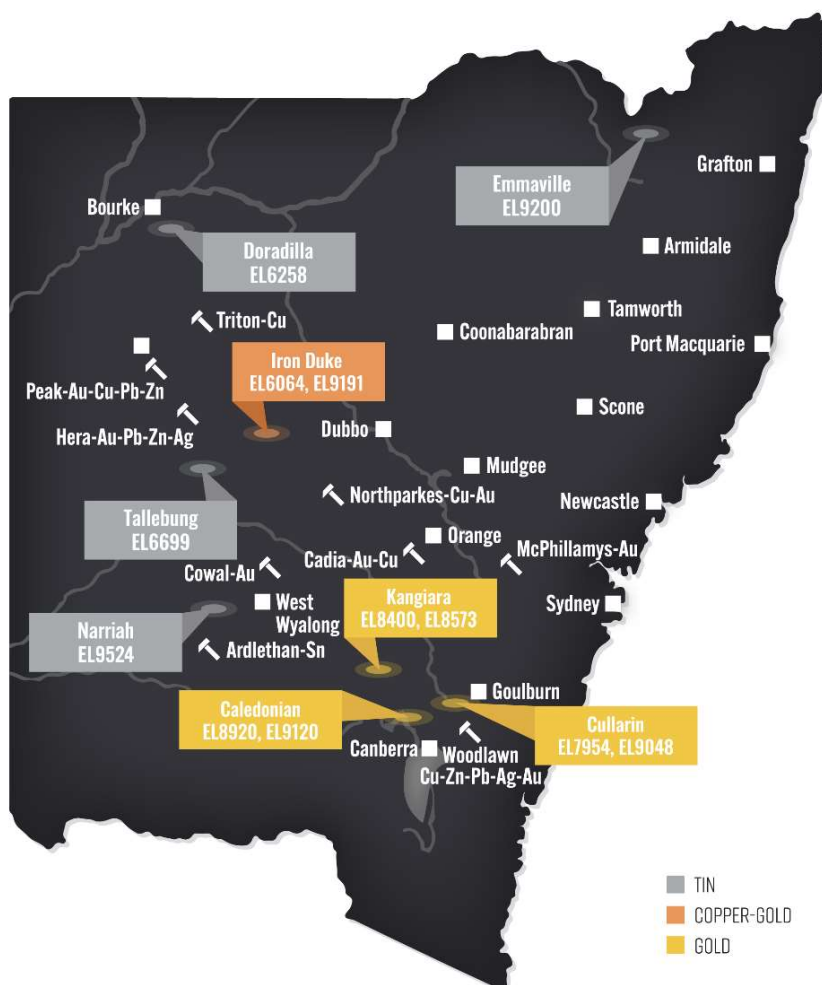 Emmaville
EL9200
Grafton
Bourke
Doradilla
EL6258
Armidale
Triton-Cu
Tamworth
Coonabarabran
Port Macquarie
Iron Duke
EL6064, EL9191
Peak-Au-Cu-Pb-Zn
Hera-Au-Pb-Zn-Ag
Scone
Dubbo
Mudgee
Northparkes-Cu-Au
Newcastle
Tallebung
EL6699
Orange
Cadia-Au-Cu
McPhillamys-Au
Cowal-Au
Kangiara
EL8400, EL8573
West
Wyalong
Sydney
Narriah
EL9524
Ardlethan-Sn
Goulburn
Caledonian
EL8920, EL9120
Cullarin
EL7954, EL9048
Canberra
Woodlawn
Cu-Zn-Pb-Ag-Au
TIN
COPPER-GOLD
GOLD